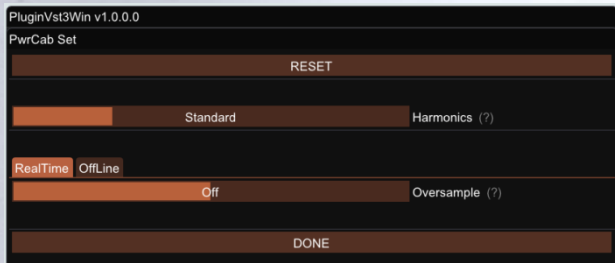 PluginVst3Win v1.0.0.0
PwrCab Set
RESET
Standard Harmonics (?)
RealTime OffLine
Off Oversample (?)
DONE